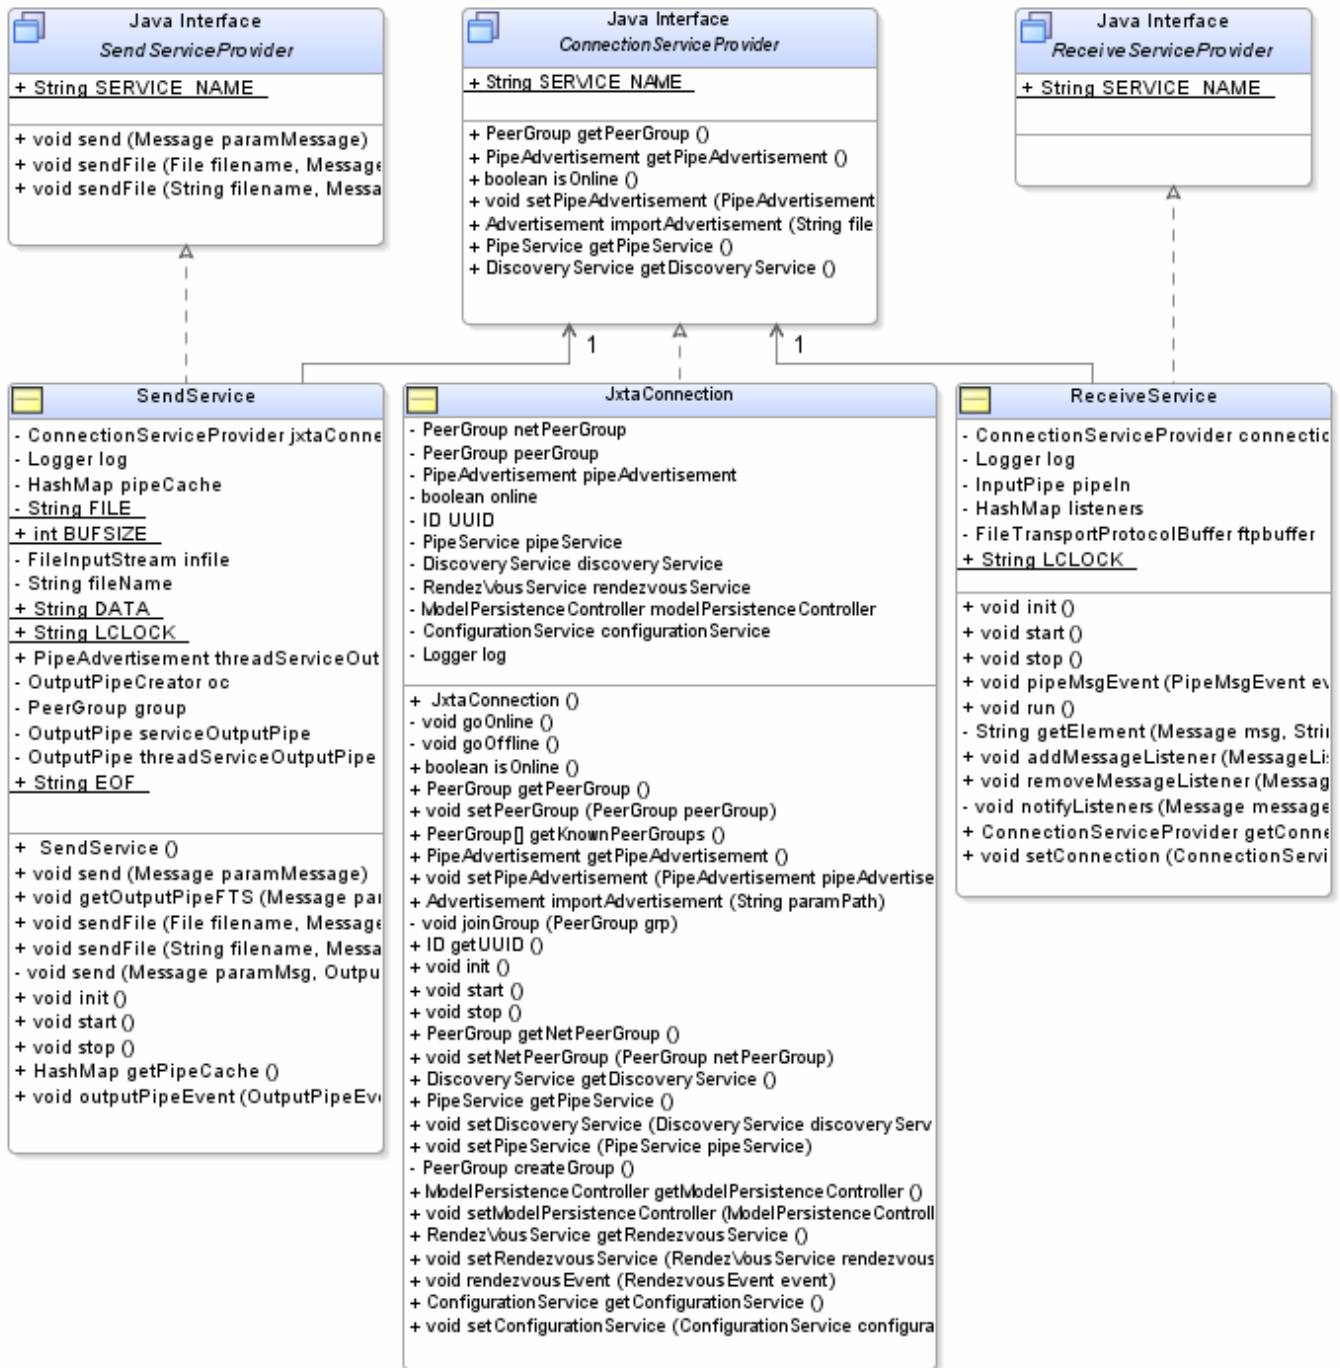 Java Interface
SendServiceProvider
+ String SERVICE_NAME
+ void send (Message paramMessage)
+ void sendFile (File filename, Message
+ void sendFile (String filename, Messa
Java Interface
ConnectionServiceProvider
+ String SERVICE_NAME
+ PeerGroup getPeerGroup ()
+ PipeAdvertisement getPipeAdvertisement ()
+ boolean isOnline ()
+ void setPipeAdvertisement (PipeAdvertisement
+ Advertisement importAdvertisement (String file
+ PipeService getPipeService ()
+ DiscoveryService getDiscoveryService ()
Java Interface
ReceiveServiceProvider
+ String SERVICE_NAME
1
1
SendService
- ConnectionServiceProvider jxtaConne
- Logger log
- HashMap pipeCache
- String FILE
+ int BUFSIZE
- FileInputStream infile
- String fileName
+ String DATA
+ String LCLOCK
+ PipeAdvertisement threadServiceOut
- OutputPipeCreator oc
- PeerGroup group
- OutputPipe serviceOutputPipe
- OutputPipe threadServiceOutputPipe
+ String EOF
+ SendService ()
+ void send (Message paramMessage)
+ void getOutputPipeFTS (Message par
+ void sendFile (File filename, Message
+ void sendFile (String filename, Messa
- void send (Message paramMsg, Outpu
+ void init ()
+ void start ()
+ void stop ()
+ HashMap getPipeCache ()
+ void outputPipeEvent (OutputPipeEve
JxtaConnection
- PeerGroup netPeerGroup
- PeerGroup peerGroup
- PipeAdvertisement pipeAdvertisement
- boolean online
- ID UUID
- PipeService pipeService
- DiscoveryService discoveryService
- RendezVousService rendezvousService
- ModelPersistenceController modelPersistenceController
- ConfigurationService configurationService
- Logger log
+ JxtaConnection ()
- void goOnline ()
- void goOffline ()
+ boolean isOnline ()
+ PeerGroup getPeerGroup ()
+ void setPeerGroup (PeerGroup peerGroup)
+ PeerGroup[] getKnownPeerGroups ()
+ PipeAdvertisement getPipeAdvertisement ()
+ void setPipeAdvertisement (PipeAdvertisement pipeAdvertise
+ Advertisement importAdvertisement (String paramPath)
- void joinGroup (PeerGroup grp)
+ ID getUUID ()
+ void init ()
+ void start ()
+ void stop ()
+ PeerGroup getNetPeerGroup ()
+ void setNetPeerGroup (PeerGroup netPeerGroup)
+ DiscoveryService getDiscoveryService ()
+ PipeService getPipeService ()
+ void setDiscoveryService (DiscoveryService discoveryServ
+ void setPipeService (PipeService pipeService)
- PeerGroup createGroup ()
+ ModelPersistenceController getModelPersistenceController ()
+ void setModelPersistenceController (ModelPersistenceControll
+ RendezVousService getRendezvousService ()
+ void setRendezvousService (RendezVousService rendezvous
+ void rendezvousEvent (RendezvousEvent event)
+ ConfigurationService getConfigurationService ()
+ void setConfigurationService (ConfigurationService configura
ReceiveService
- ConnectionServiceProvider connectio
- Logger log
- InputPipe pipeIn
- HashMap listeners
- FileTransportProtocolBuffer ftpbuffer
+ String LCLOCK
+ void init ()
+ void start ()
+ void stop ()
+ void pipeMsgEvent (PipeMsgEvent ev
+ void run ()
- String getElement (Message msg, Strin
+ void addMessageListener (MessageLi
+ void removeMessageListener (Messag
- void notifyListeners (Message message
+ ConnectionServiceProvider getConne
+ void setConnection (ConnectionServi